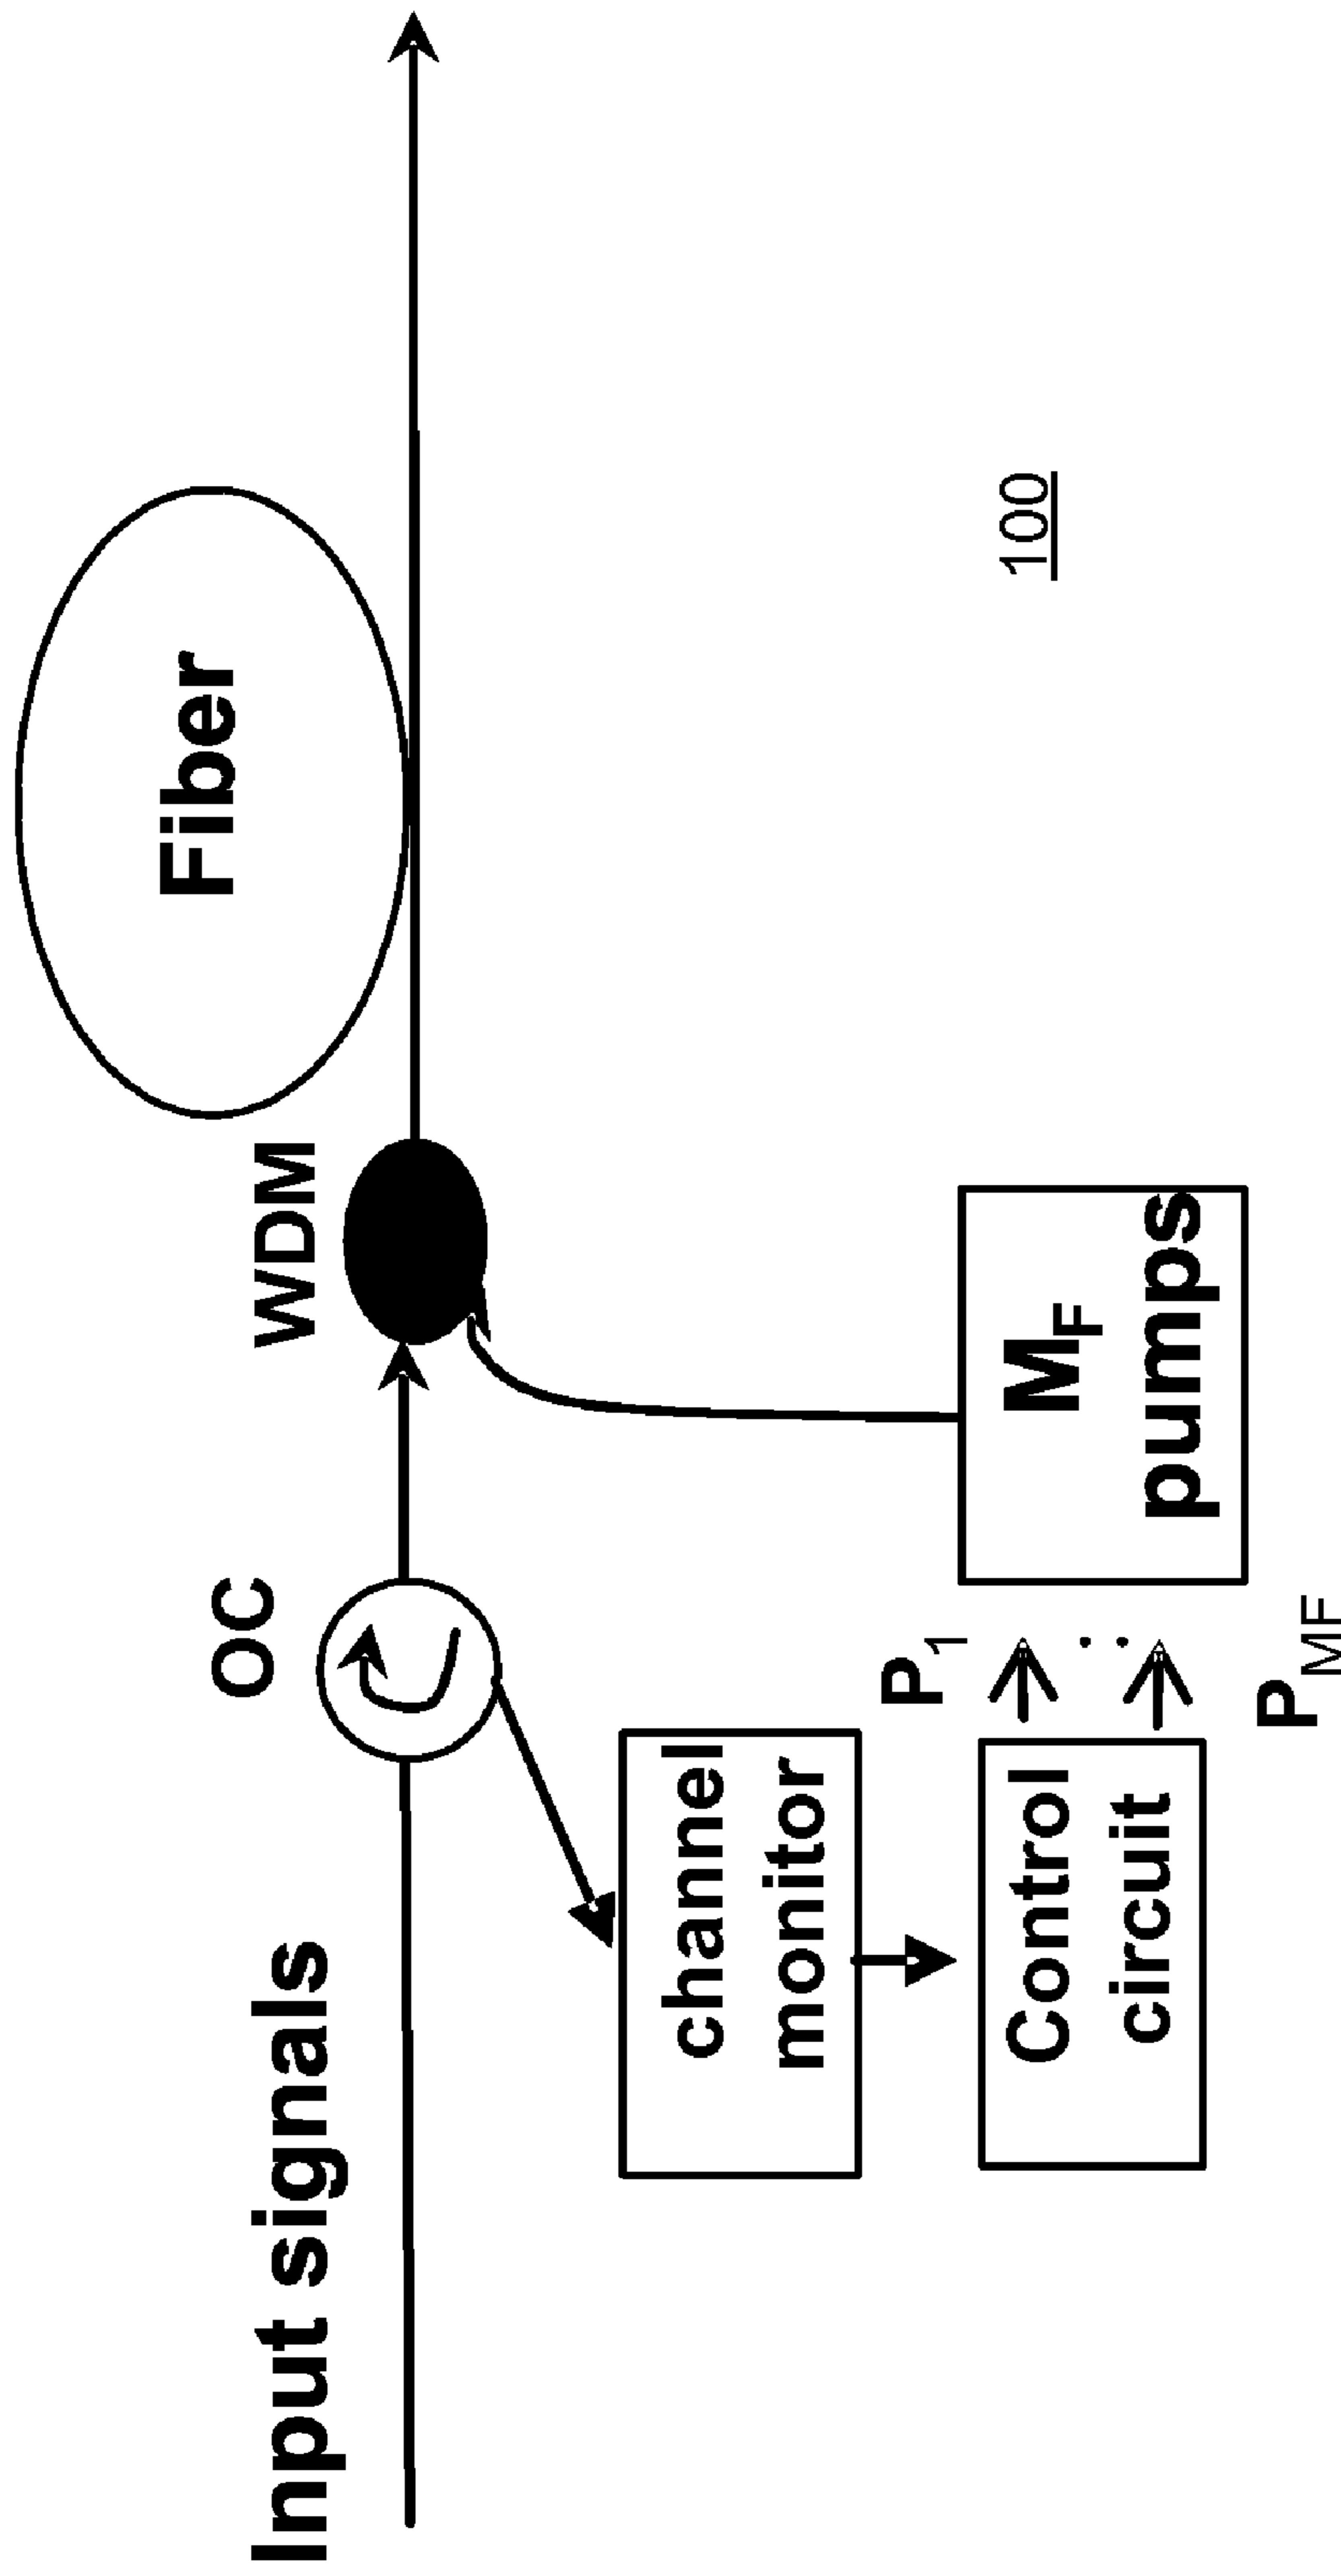 Input signals
OC
WDM
Fiber
channel
monitor
Control
circuit
P1
PMF
MF
pumps
100